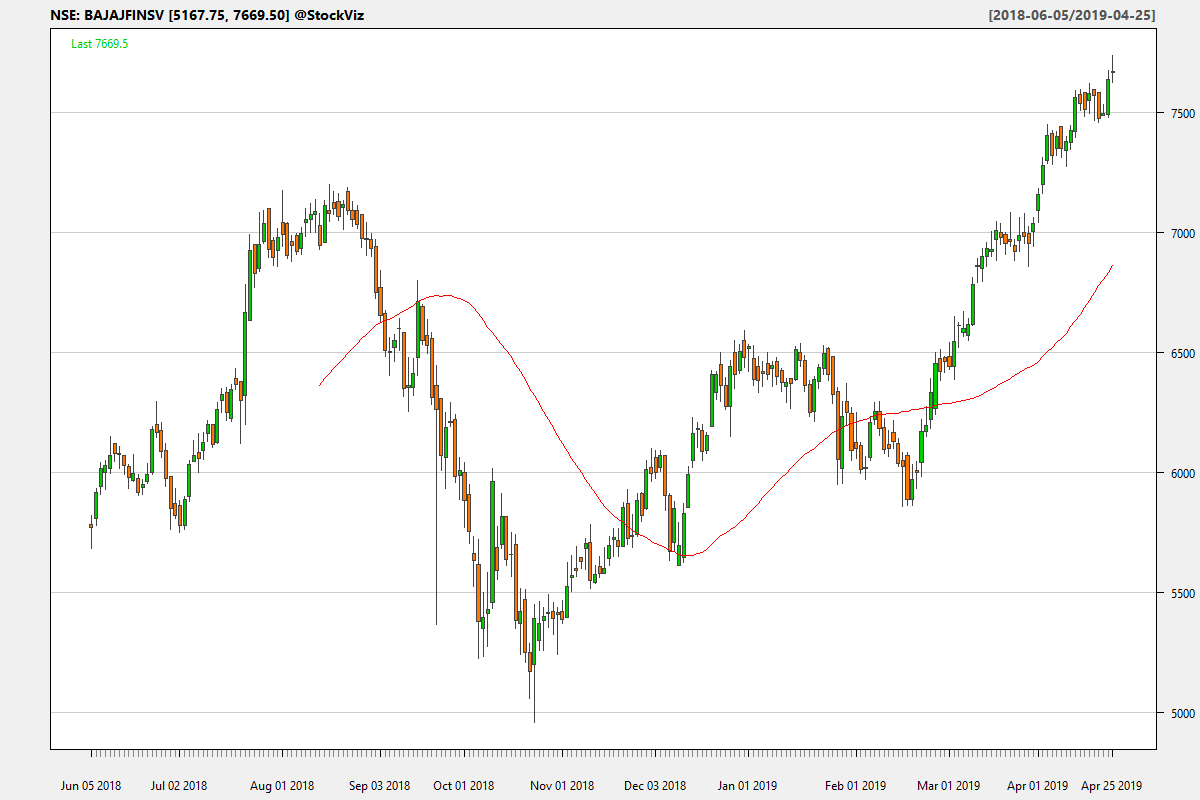 NSE: BAJAJFINSV [5167.75, 7669.50] @StockViz
[2018-06-05/2019-04-25]
Last 7669.5
7500
7000
6500
6000
5500
5000
Jun 05 2018 Jul 02 2018 Aug 01 2018 Sep 03 2018 Oct 01 2018 Nov 01 2018 Dec 03 2018 Jan 01 2019 Feb 01 2019 Mar 01 2019 Apr 01 2019 Apr 25 2019